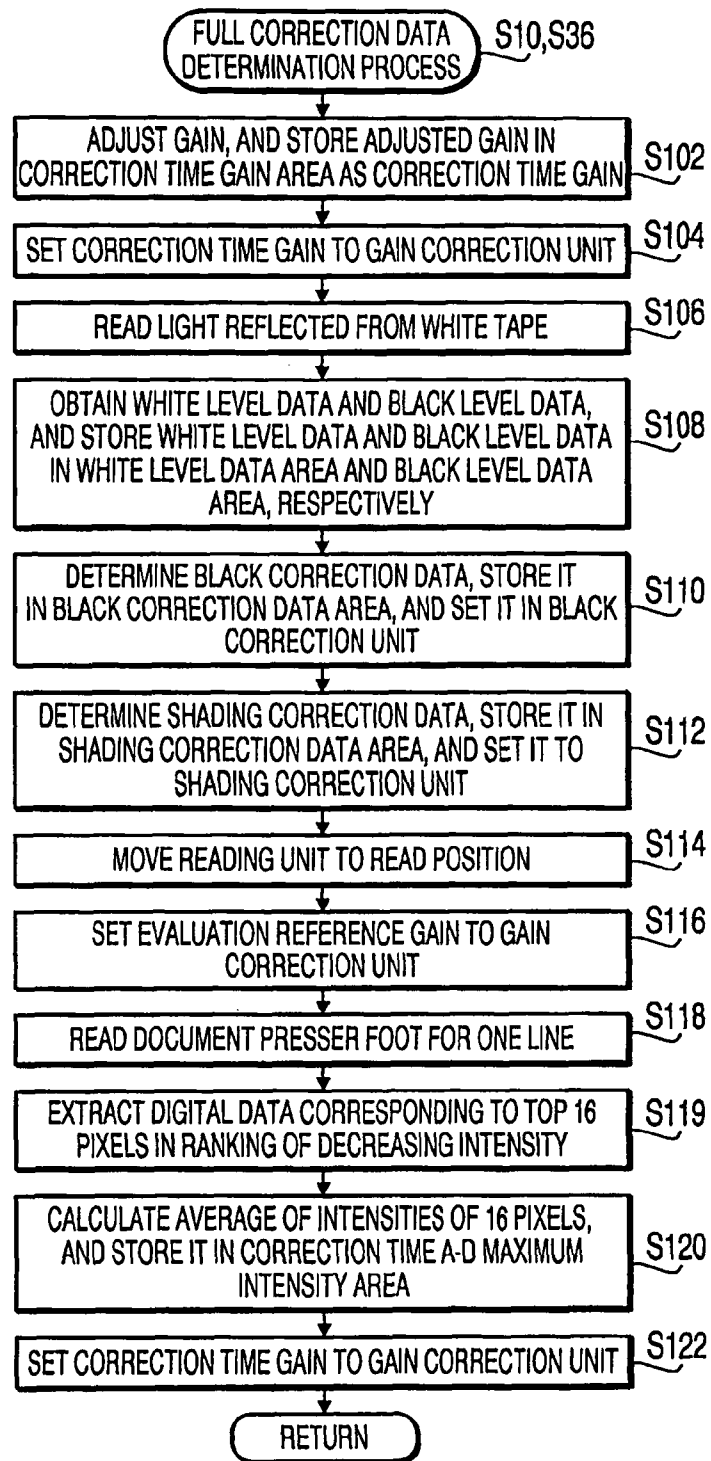 FULL CORRECTION DATA
DETERMINATION PROCESS
S10,S36
ADJUST GAIN, AND STORE ADJUSTED GAIN IN
CORRECTION TIME GAIN AREA AS CORRECTION TIME GAIN
S102
SET CORRECTION TIME GAIN TO GAIN CORRECTION UNIT
S104
READ LIGHT REFLECTED FROM WHITE TAPE
S106
OBTAIN WHITE LEVEL DATA AND BLACK LEVEL DATA,
AND STORE WHITE LEVEL DATA AND BLACK LEVEL DATA
IN WHITE LEVEL DATA AREA AND BLACK LEVEL DATA
AREA, RESPECTIVELY
S108
DETERMINE BLACK CORRECTION DATA, STORE IT
IN BLACK CORRECTION DATA AREA, AND SET IT IN BLACK
CORRECTION UNIT
S110
DETERMINE SHADING CORRECTION DATA, STORE IT IN
SHADING CORRECTION DATA AREA, AND SET IT TO
SHADING CORRECTION UNIT
S112
MOVE READING UNIT TO READ POSITION
S114
SET EVALUATION REFERENCE GAIN TO GAIN
CORRECTION UNIT
S116
READ DOCUMENT PRESSER FOOT FOR ONE LINE
S118
EXTRACT DIGITAL DATA CORRESPONDING TO TOP 16
PIXELS IN RANKING OF DECREASING INTENSITY
S119
CALCULATE AVERAGE OF INTENSITIES OF 16 PIXELS,
AND STORE IT IN CORRECTION TIME A-D MAXIMUM
INTENSITY AREA
S120
SET CORRECTION TIME GAIN TO GAIN CORRECTION UNIT
S122
RETURN